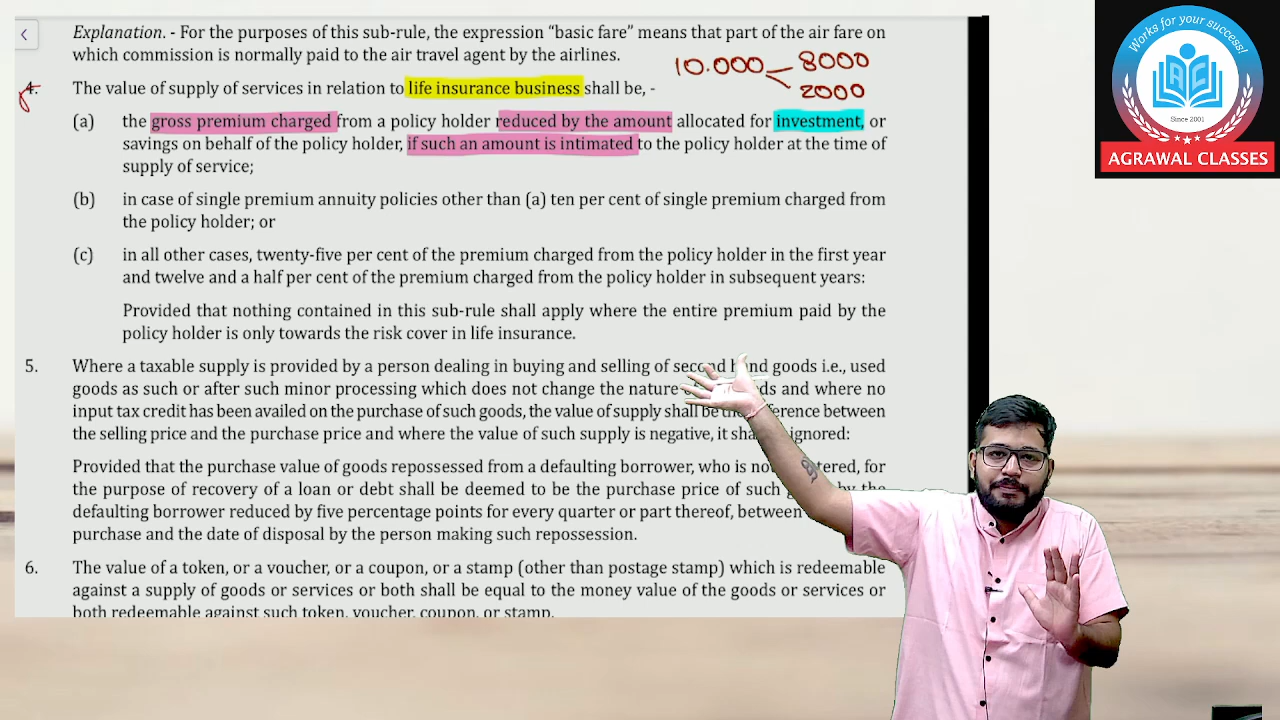 Explanation. - For the purposes of this sub-rule, the expression “basic fare” means that part of the air fare on
which commission is normally paid to the air travel agent by the airlines.
10.000 8000
2000
4. The value of supply of services in relation to life insurance business shall be, -
(a) the gross premium charged from a policy holder reduced by the amount allocated for investment, or
savings on behalf of the policy holder, if such an amount is intimated to the policy holder at the time of
supply of service;
(b) in case of single premium annuity policies other than (a) ten per cent of single premium charged from
the policy holder; or
(c) in all other cases, twenty-five per cent of the premium charged from the policy holder in the first year
and twelve and a half per cent of the premium charged from the policy holder in subsequent years:
Provided that nothing contained in this sub-rule shall apply where the entire premium paid by the
policy holder is only towards the risk cover in life insurance.
5. Where a taxable supply is provided by a person dealing in buying and selling of second hand goods i.e., used
goods as such or after such minor processing which does not change the nature and where no
input tax credit has been availed on the purchase of such goods, the value of supply shall be the difference between
the selling price and the purchase price and where the value of such supply is negative, it ignored:
Provided that the purchase value of goods repossessed from a defaulting borrower, who is not for
the purpose of recovery of a loan or debt shall be deemed to be the purchase price of such by the
defaulting borrower reduced by five percentage points for every quarter or part thereof, between
purchase and the date of disposal by the person making such repossession.
6. The value of a token, or a voucher, or a coupon, or a stamp (other than postage stamp) which is redeemable
against a supply of goods or services or both shall be equal to the money value of the goods or services or
both redeemable against such token, voucher, coupon, or stamp.
Works for your success!
AC
Since 2001
AGRAWAL CLASSES